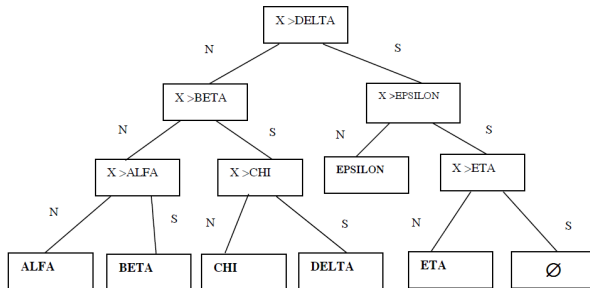 X >DELTA
N
S
X >BETA
X >EPSILON
N
S
N
S
X >ALFA
X >CHI
EPSILON
X >ETA
N
S
N
S
N
S
ALFA
BETA
CHI
DELTA
ETA
∅